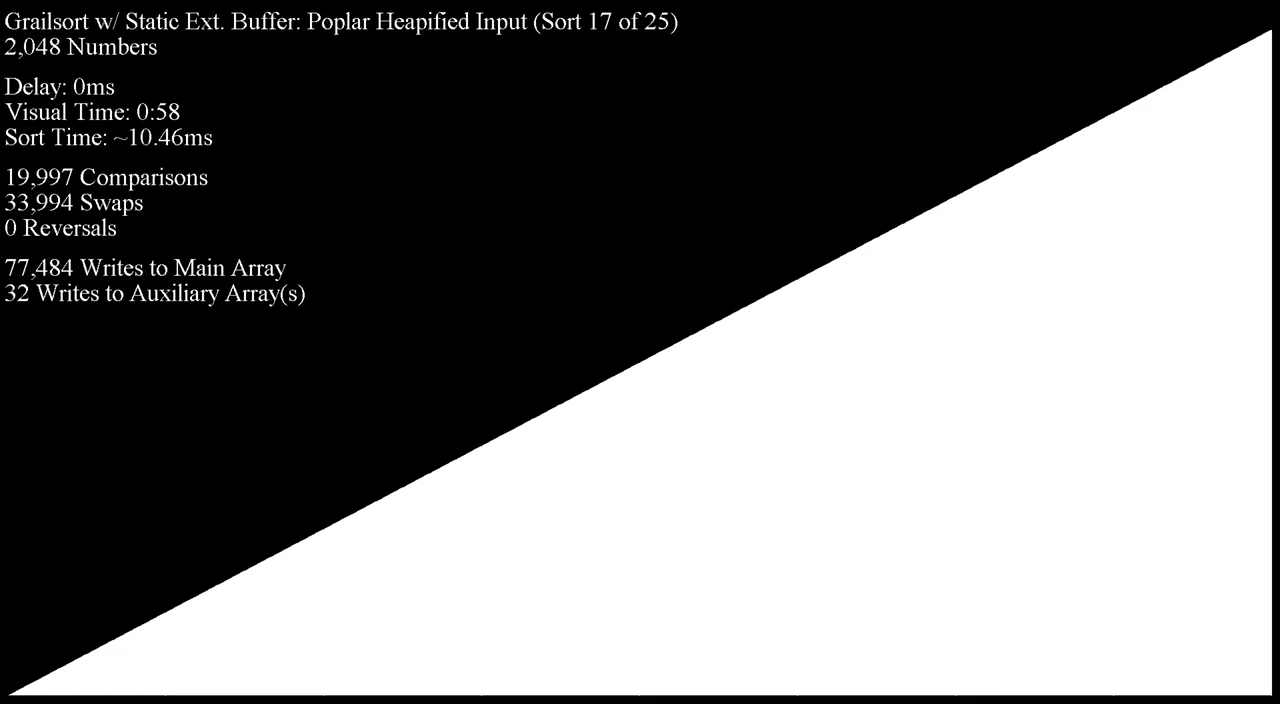 Grailsort w/ Static Ext. Buffer: Poplar Heapified Input (Sort 17 of 25)
2,048 Numbers
Delay: 0ms
Visual Time: 0:58
Sort Time: ~10.46ms
19,997 Comparisons
33,994 Swaps
0 Reversals
77,484 Writes to Main Array
32 Writes to Auxiliary Array(s)